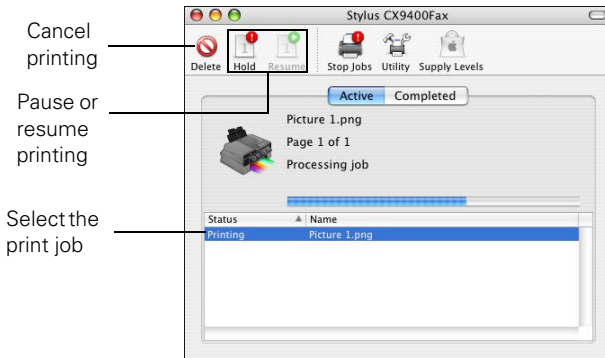 Stylus CX9400Fax
Cancel
printing
Delete Hold Resume Stop Jobs Utility Supply Levels
Pause or
resume
printing
Active Completed
Picture 1.png
Page 1 of 1
Processing job
Select the
print job
Status Name
Printing Picture 1.png